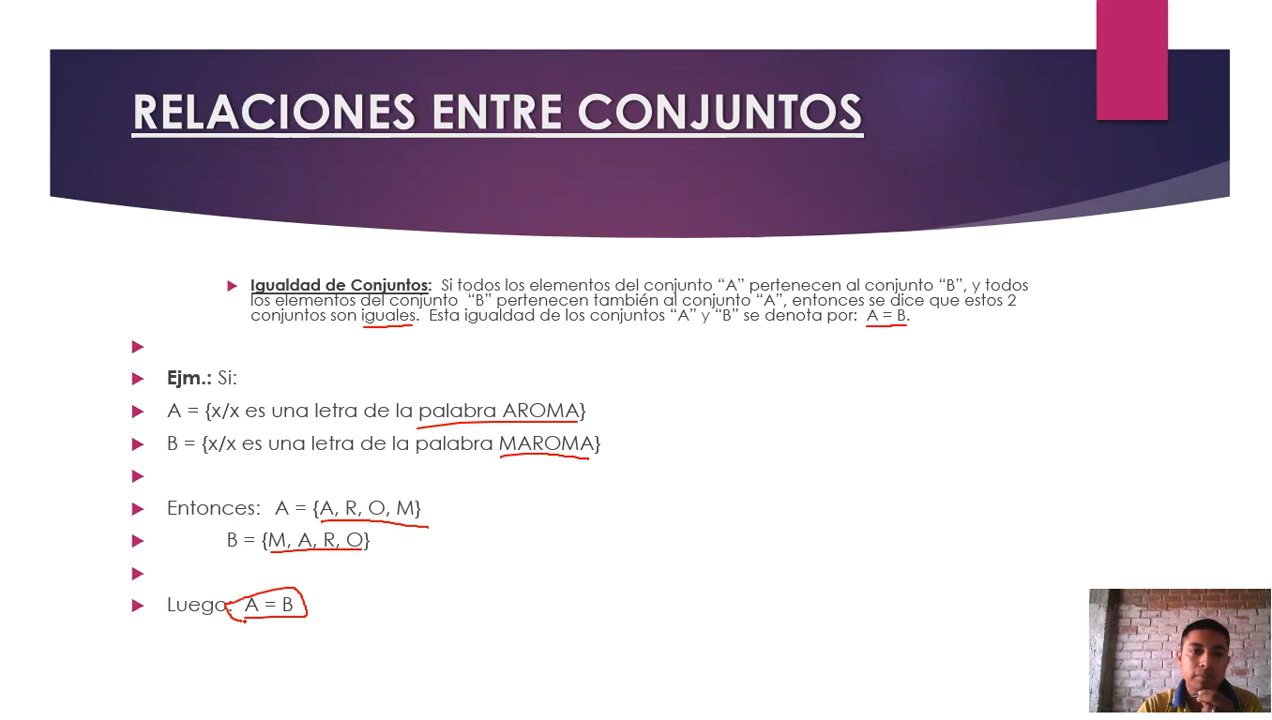 RELACIONES ENTRE CONJUNTOS
Igualdad de Conjuntos: Si todos los elementos del conjunto “A” pertenecen al conjunto “B”, y todos
los elementos del conjunto “B” pertenecen también al conjunto “A”, entonces se dice que estos 2
conjuntos son iguales. Esta igualdad de los conjuntos “A” y “B” se denota por: A = B.
Ejm.: Si:
A = {x/x es una letra de la palabra AROMA}
B = {x/x es una letra de la palabra MAROMA}
Entonces: A = {A, R, O, M}
B = {M, A, R, O}
Luego: A = B